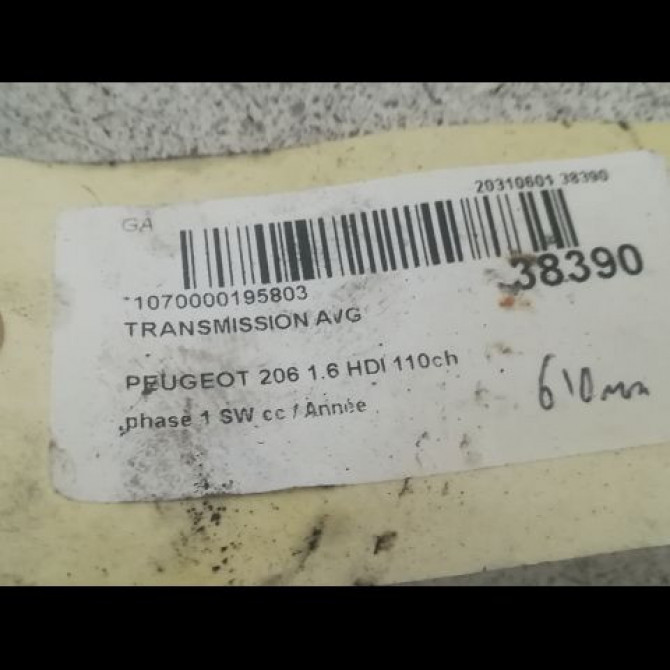 20310601 38390
GA
38390
*1070000195803
TRANSMISSION AVG
PEUGEOT 206 1.6 HDI 110ch
phase 1 SW cc / Année
610mm